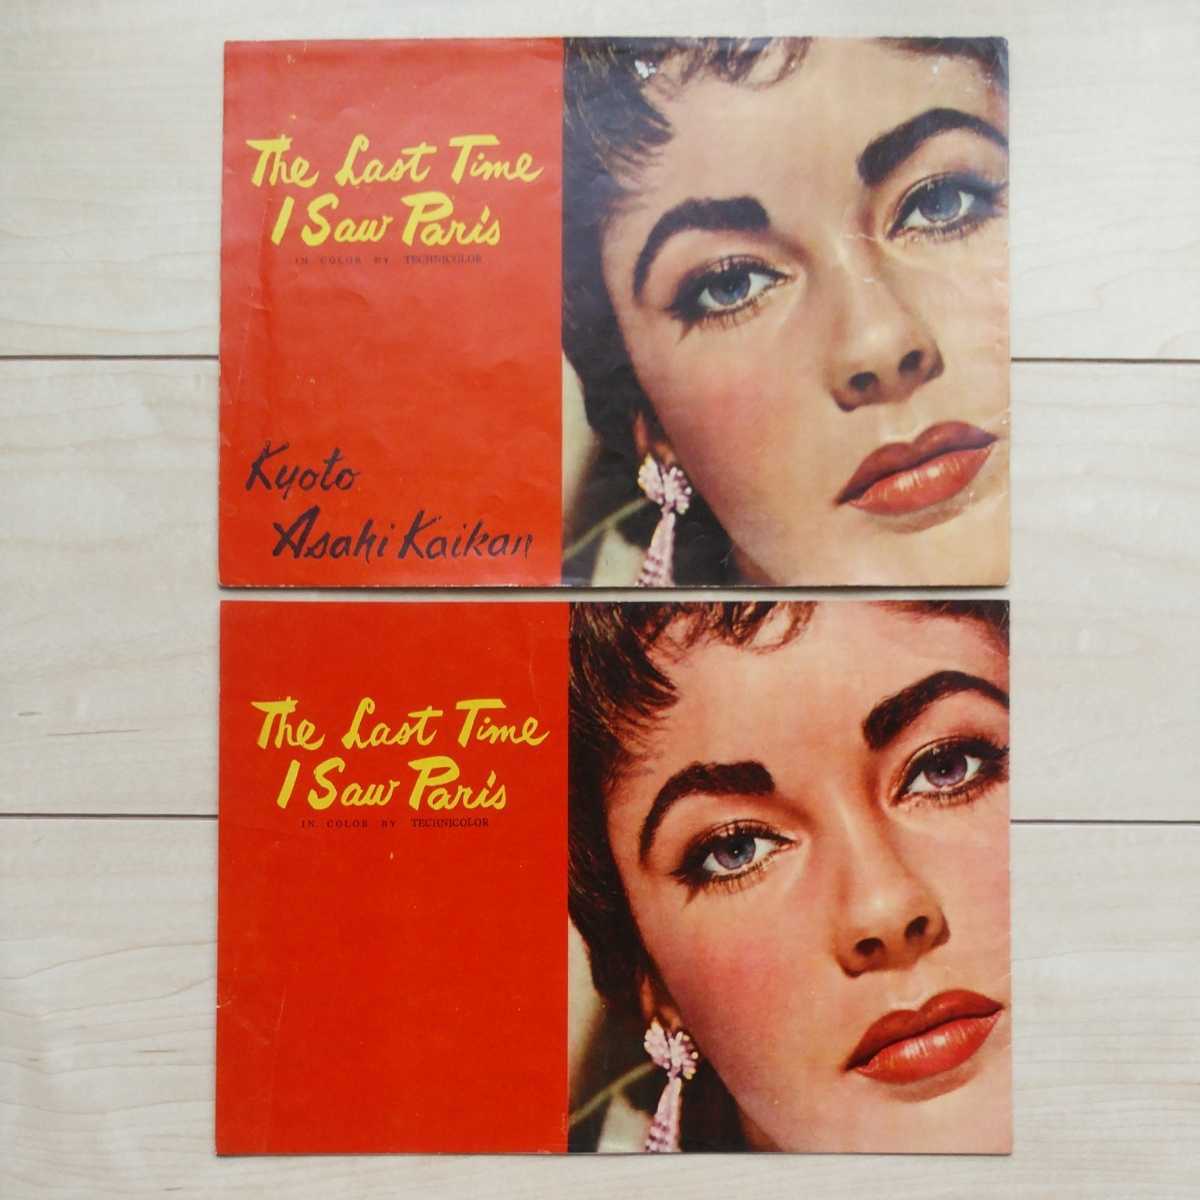 The Last Time
I Saw Paris
IN COLOR BY TECHNICOLOR
Kyoto
Asahi Kaikan
The Last Time
I Saw Paris
IN COLOR BY TECHNICOLOR